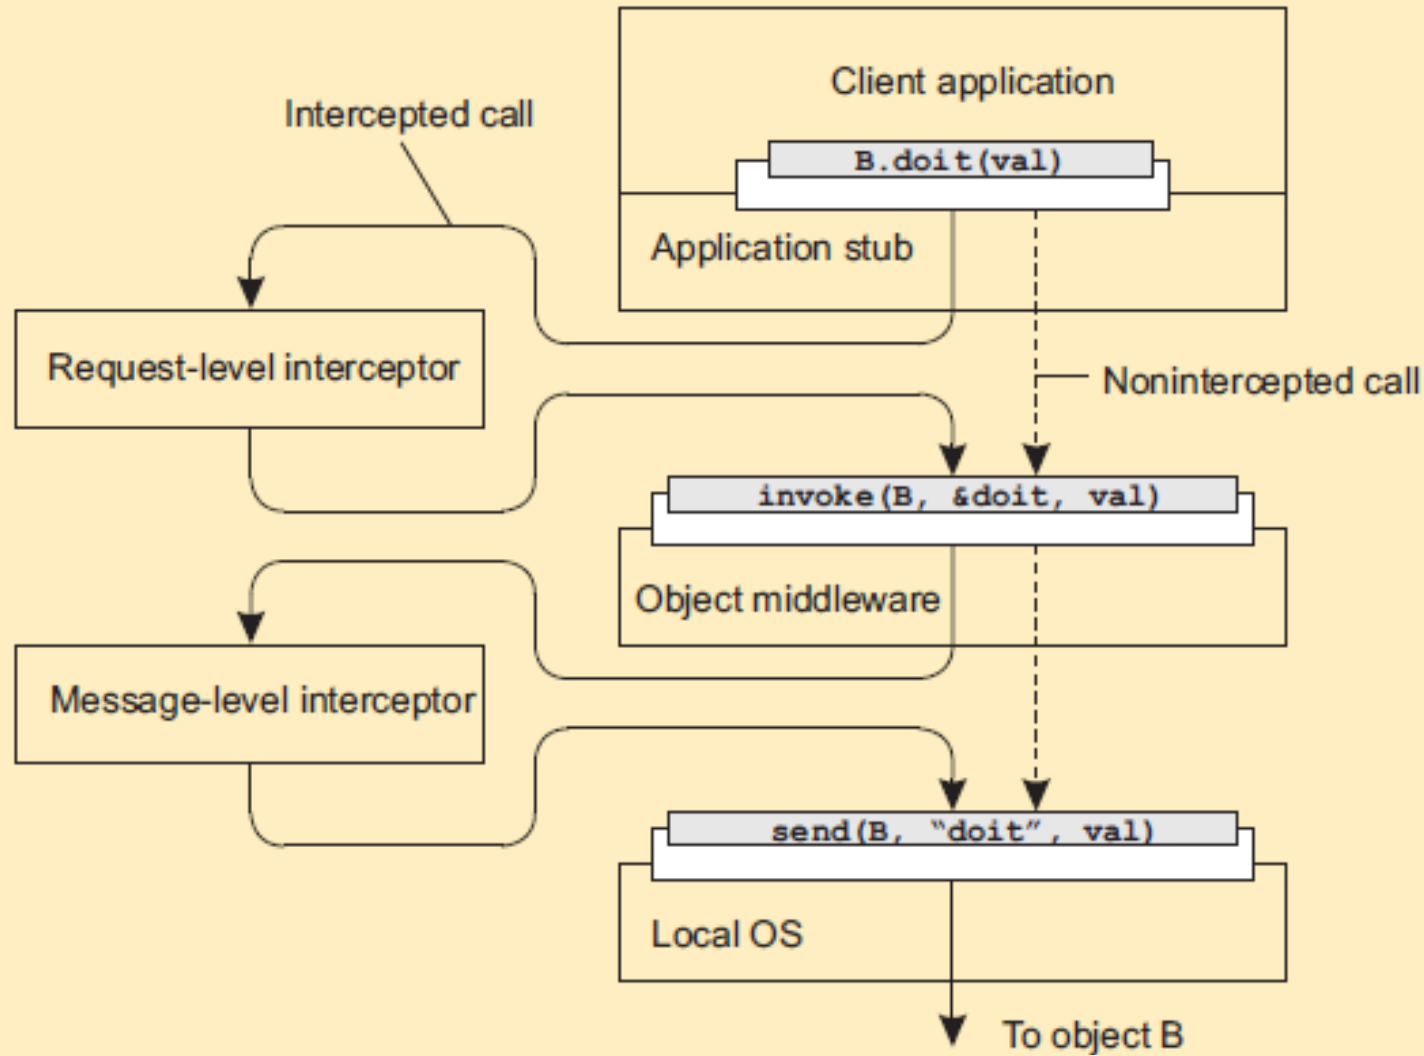 Client application
Intercepted call
B.doit(val)
Application stub
Request-level interceptor
Nonintercepted call
invoke(B, &doit, val)
Object middleware
Message-level interceptor
send(B, “doit”, val)
Local OS
To object B